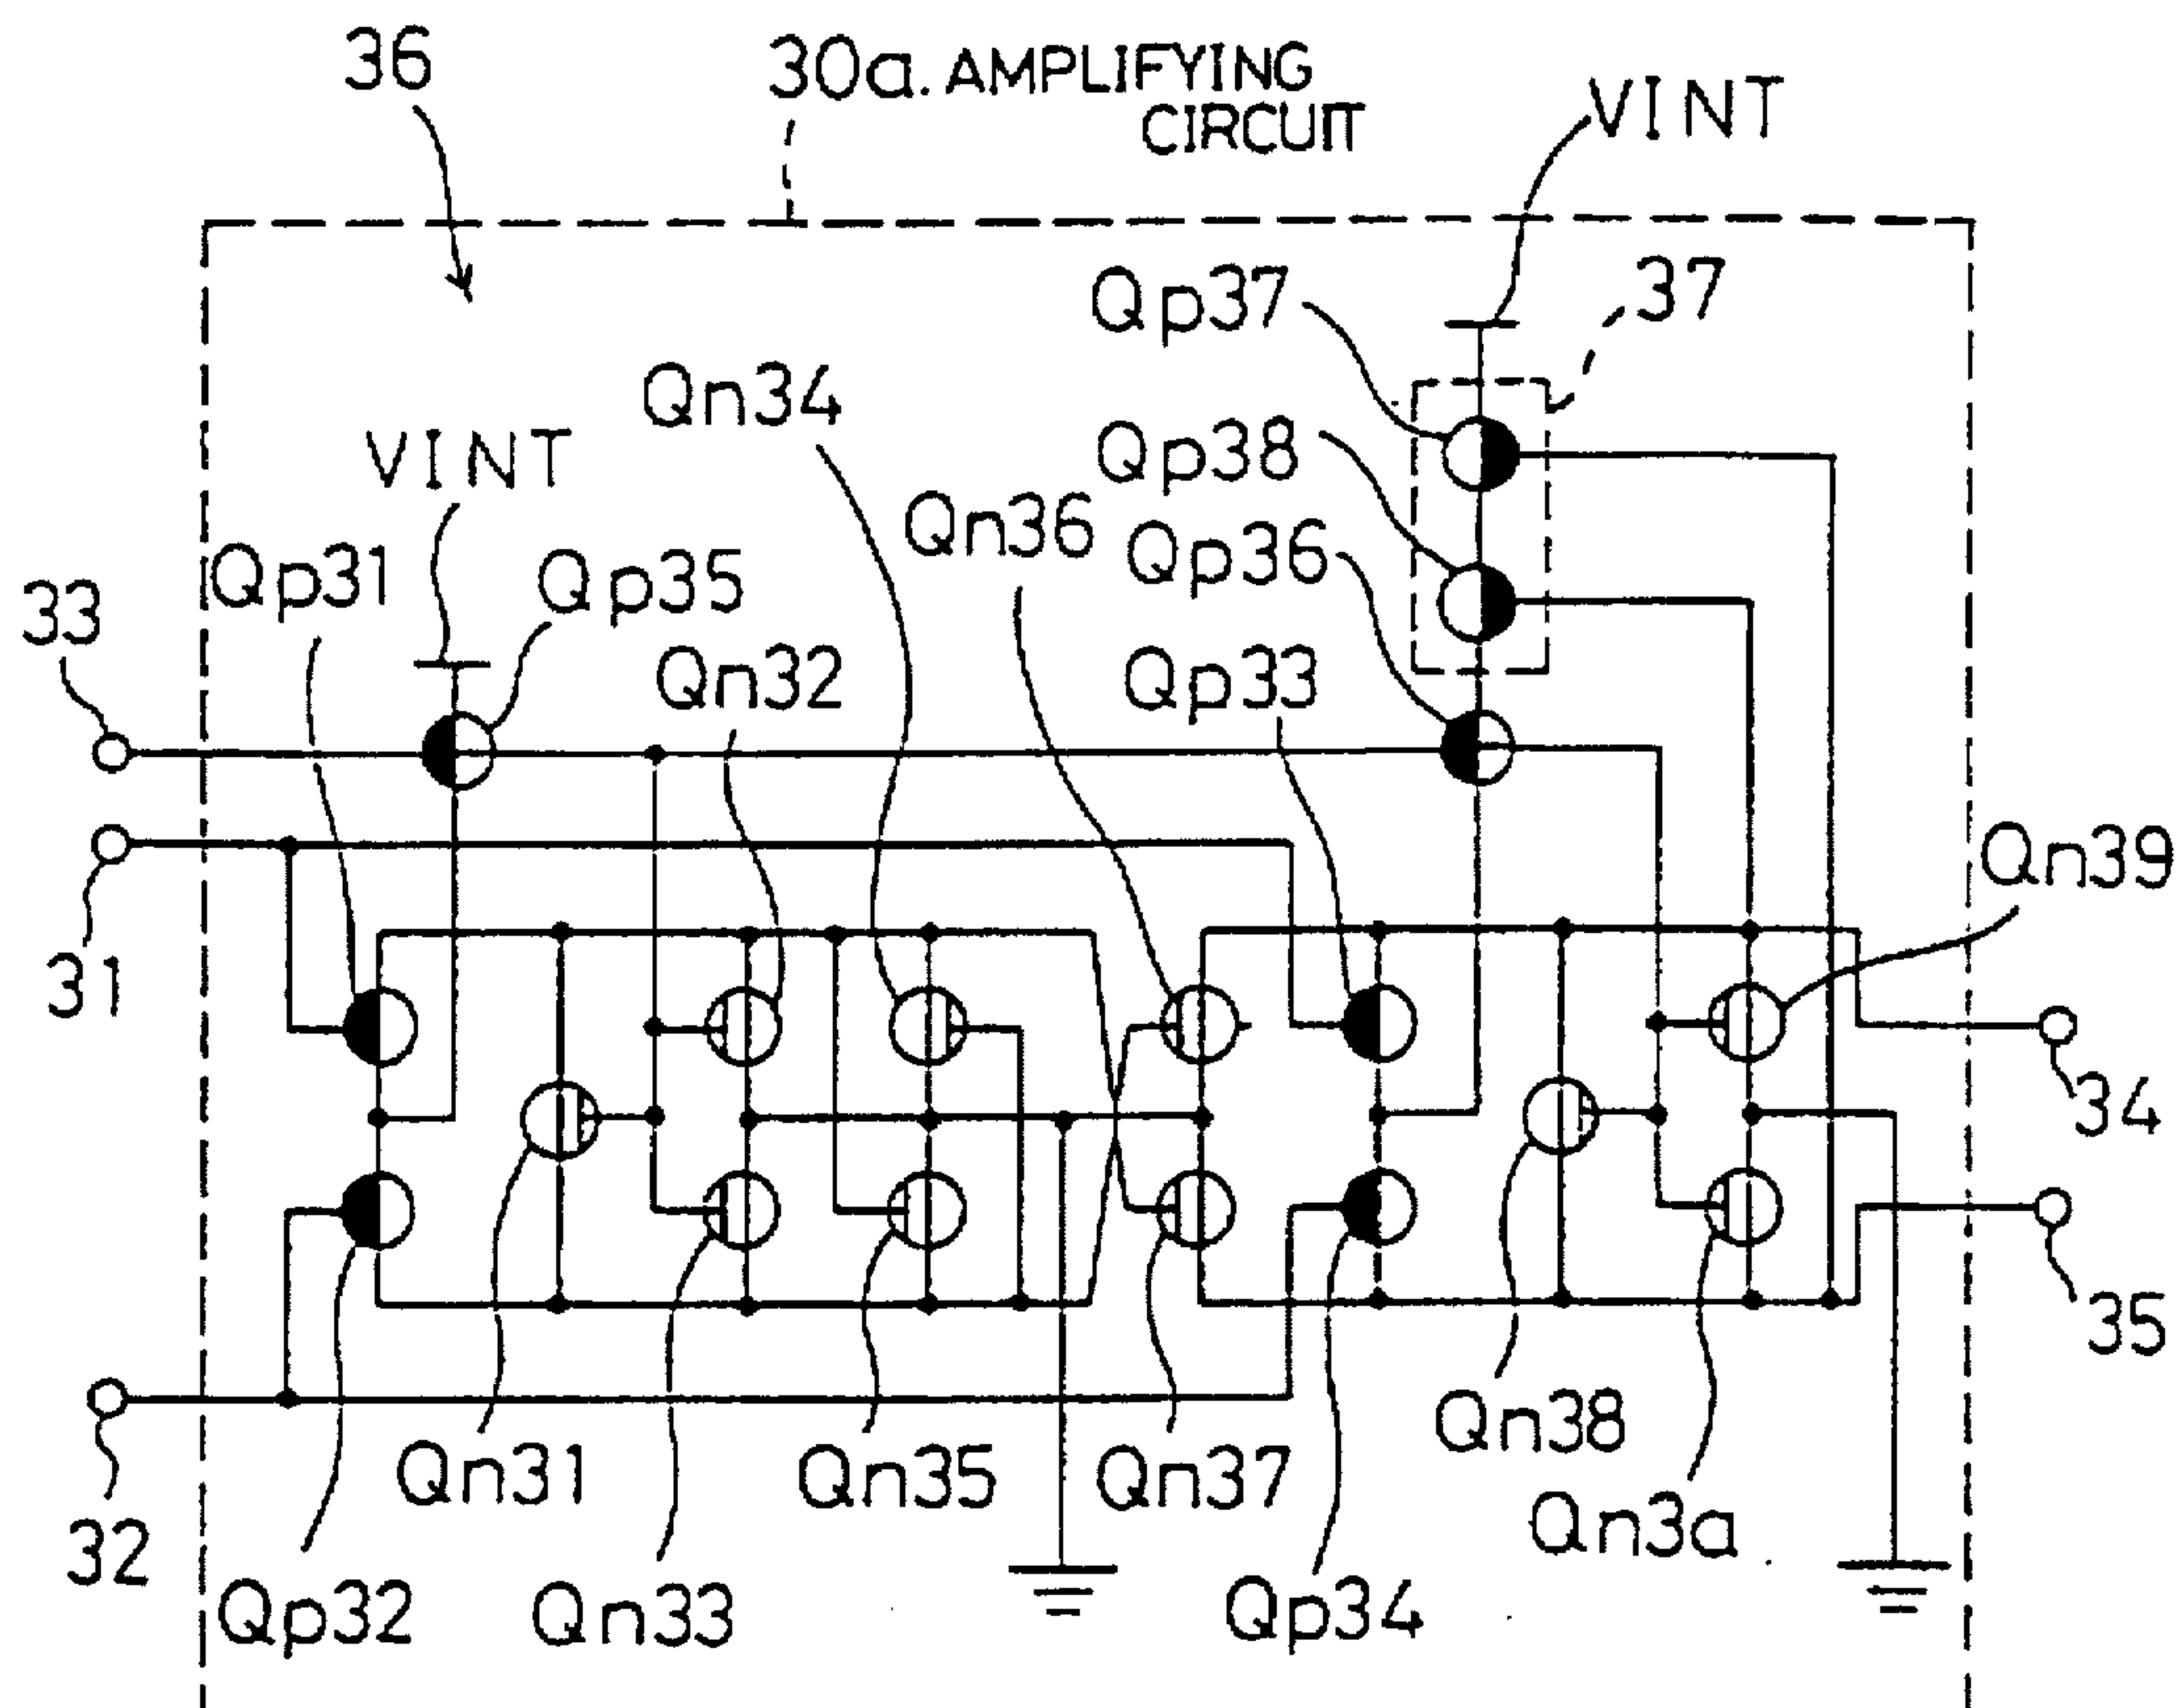 36
30a. AMPLIFYING
CIRCUIT
VINT
Qp37
37
Qn34
Qp38
VINT
Qn36
Qp36
Qp31
Qp35
33
Qn32
Qp33
Qn39
31
34
35
Qn38
Qn31
Qn35
Qn37
Qn3a
32
Qp32
Qn33
Qp34